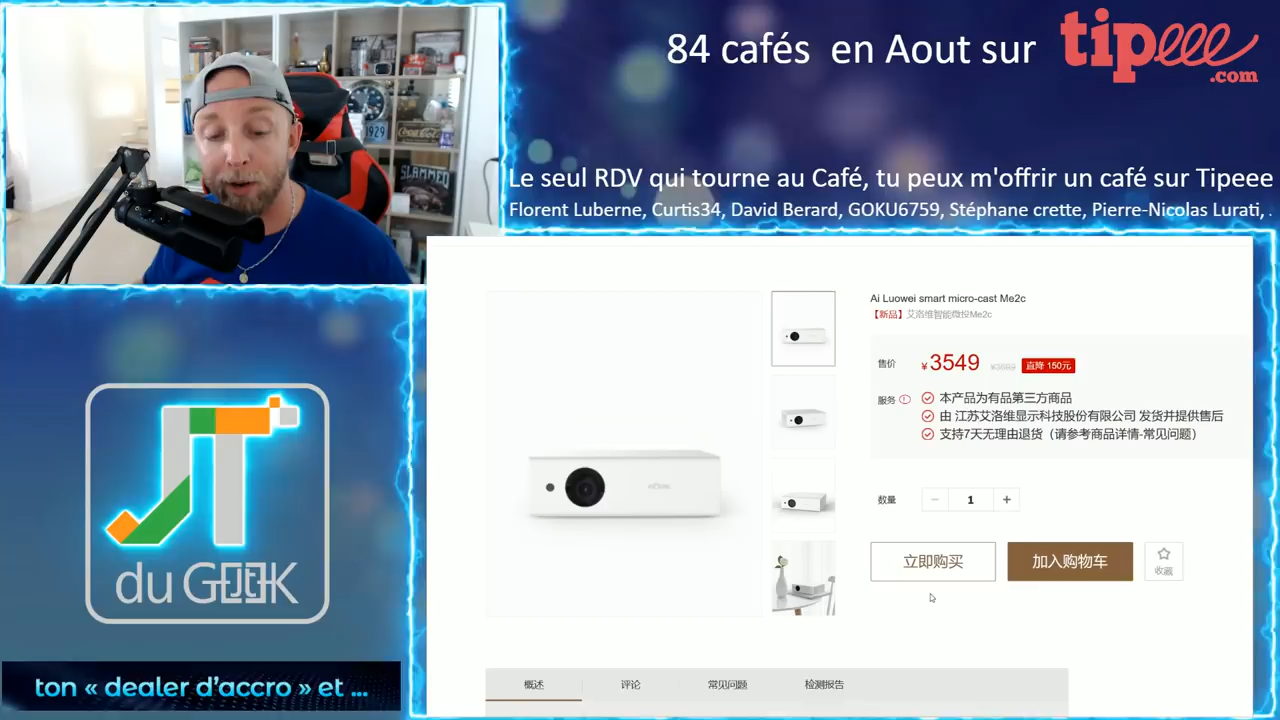 84 cafés en Aout sur
tipeee
.com
Le seul RDV qui tourne au Café, tu peux m'offrir un café sur Tipeee
Florent Luberne, Curtis34, David Berard, GOKU6759, Stéphane crette, Pierre-Nicolas Lurati, .
1929
Coca-Cola
SLAMMED
Ai Luowei smart micro-cast Me2c
【新品】艾洛维智能微投Me2c
售价
¥3549
直降 150元
服务
本产品为有品第三方商品
由 江苏艾洛维显示科技股份有限公司 发货并提供售后
支持7天无理由退货（请参考商品详情-常见问题）
数量
− 1 +
立即购买
加入购物车
收藏
概述
评论
常见问题
检测报告
JT
du GEEK
ton « dealer d'accro » et ...